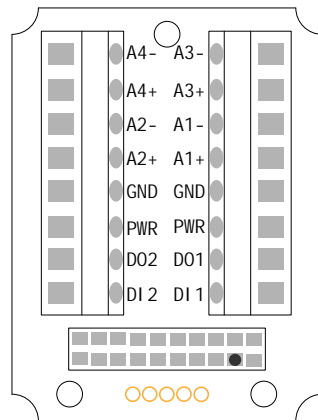 A4- A3-
A4+ A3+
A2- A1-
A2+ A1+
GND GND
PWR PWR
DO2 DO1
DI2 DI1